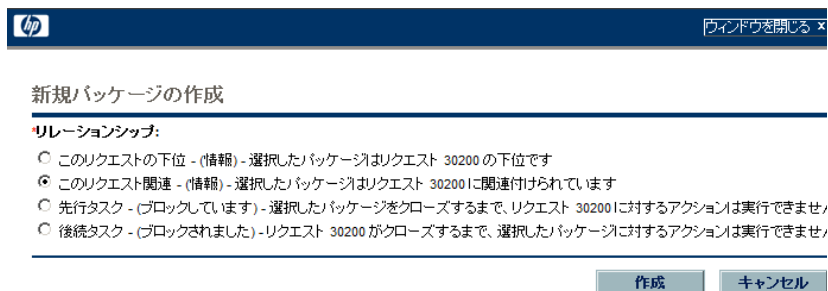 hp
ウィンドウを閉じる ×
新規パッケージの作成
*リレーションシップ:
このリクエストの下位 - (情報) - 選択したパッケージはリクエスト 30200 の下位です
このリクエスト関連 - (情報) - 選択したパッケージはリクエスト 30200 に関連付けられています
先行タスク - (ブロックしています) - 選択したパッケージをクローズするまで、リクエスト 30200 に対するアクションは実行できませ
後続タスク - (ブロックされました) - リクエスト 30200 がクローズするまで、選択したパッケージに対するアクションは実行できませ
作成 キャンセル